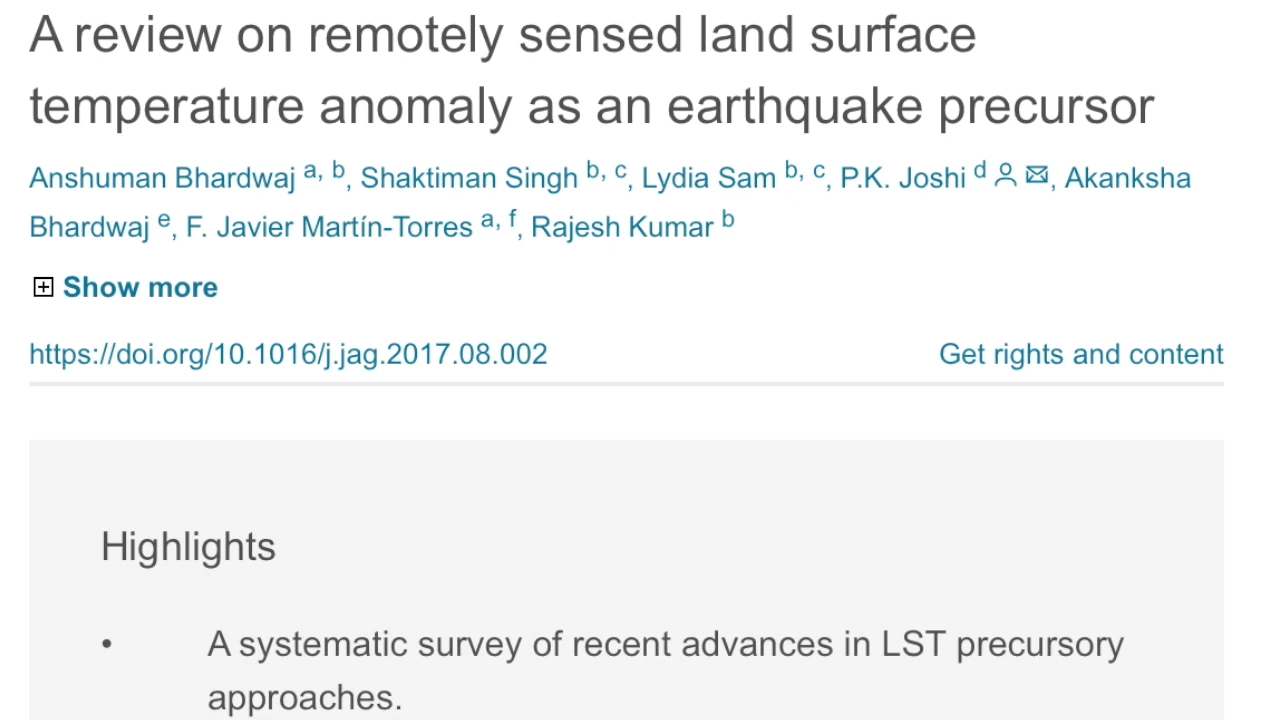 A review on remotely sensed land surface
temperature anomaly as an earthquake precursor
Anshuman Bhardwaj a, b, Shaktiman Singh b, c, Lydia Sam b, c, P.K. Joshi d, Akanksha
Bhardwaj e, F. Javier Martín-Torres a, f, Rajesh Kumar b
Show more
https://doi.org/10.1016/j.jag.2017.08.002 Get rights and content
Highlights
• A systematic survey of recent advances in LST precursory
approaches.